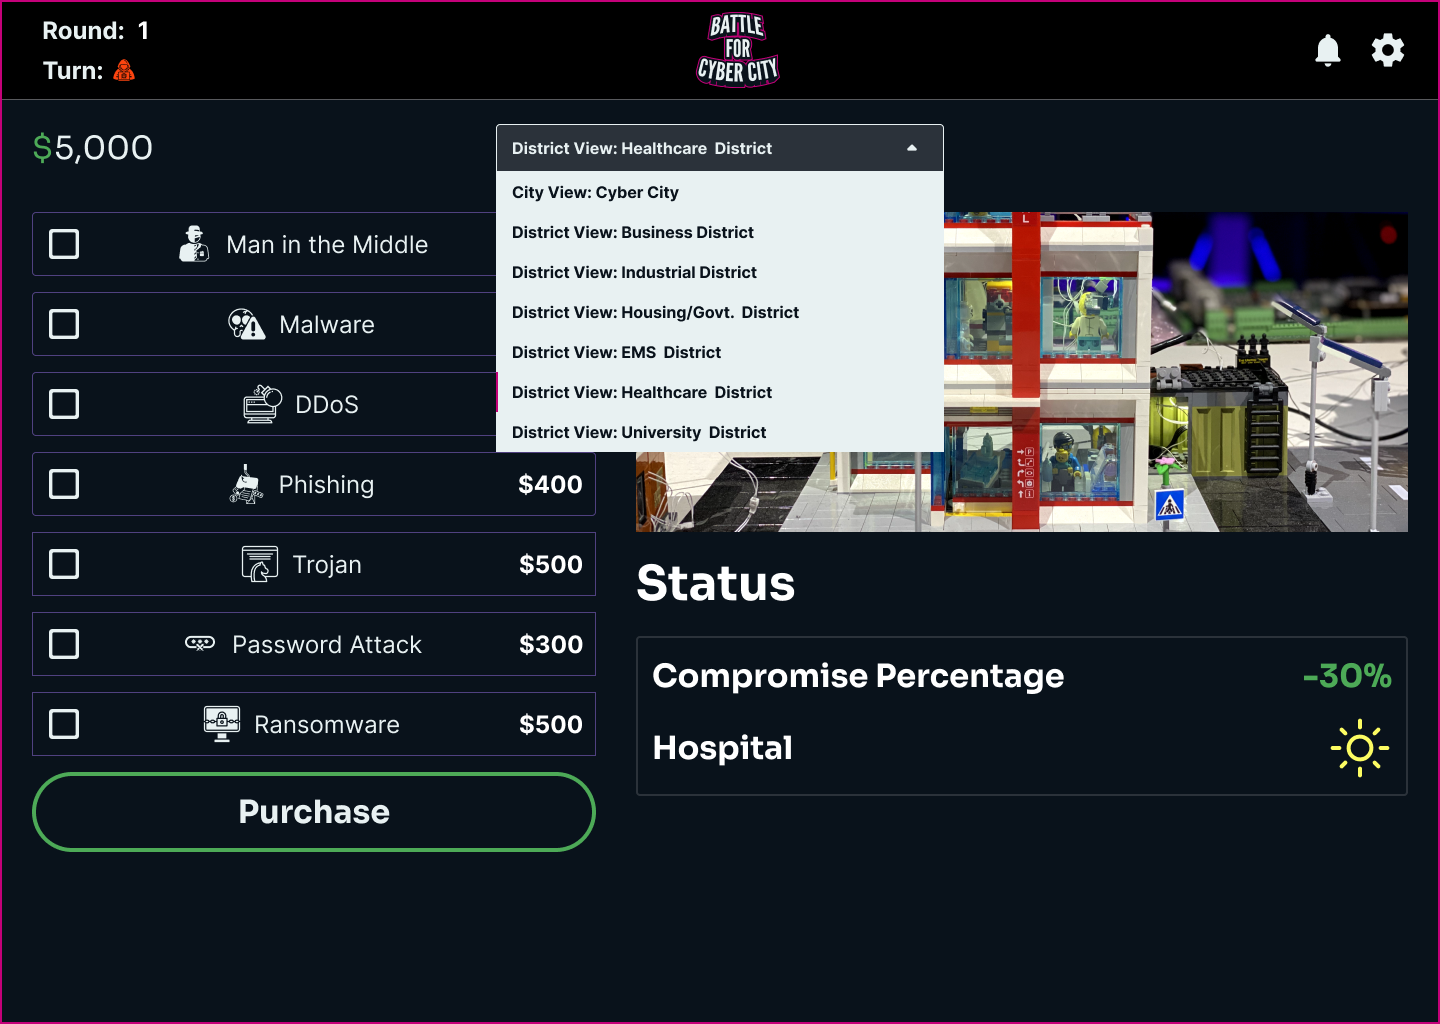 Round: 1
Turn:
BATTLE
FOR
CYBER CITY
$5,000
District View: Healthcare District
City View: Cyber City
District View: Business District
District View: Industrial District
District View: Housing/Govt. District
District View: EMS District
District View: Healthcare District
District View: University District
Man in the Middle
Malware
DDoS
Phishing $400
Trojan $500
Password Attack $300
Ransomware $500
Purchase
L
Status
Compromise Percentage -30%
Hospital